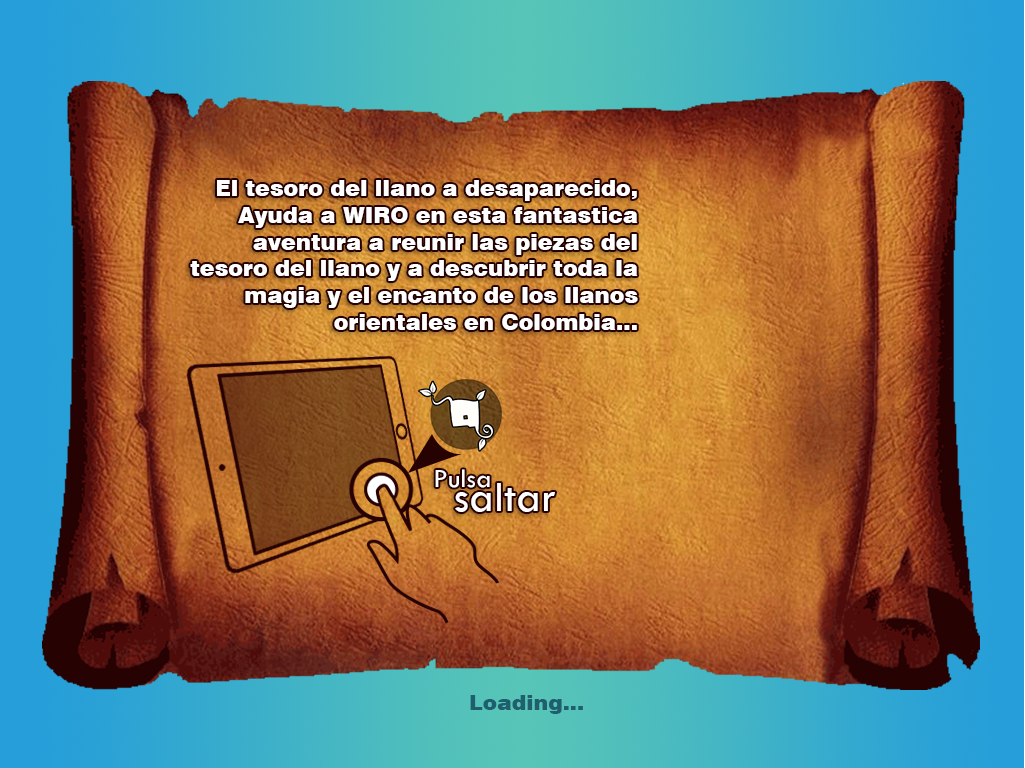 El tesoro del llano a desaparecido,
Ayuda a WIRO en esta fantastica
aventura a reunir las piezas del
tesoro del llano y a descubrir toda la
magia y el encanto de los llanos
orientales en Colombia...
Pulsa
saltar
Loading...